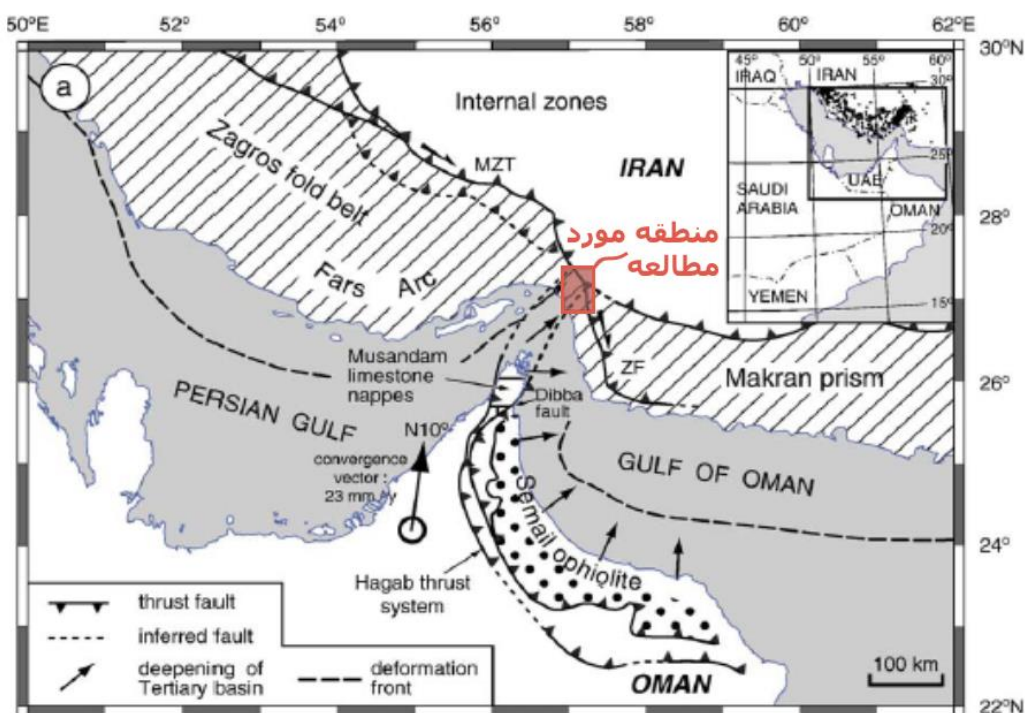 50°E 52° 54° 56° 58° 60° 62°E
30°N
28°
26°
24°
22°N
a
Internal zones
IRAN
MZT
Zagros fold belt
Fars Arc
منطقه مورد
مطالعه
Musandam
limestone
nappes
PERSIAN GULF
N10°
convergence
vector :
23 mm /y
Dibba
fault
ZF
Makran prism
GULF OF OMAN
Semail ophiolite
Hagab thrust
system
OMAN
100 km
thrust fault
inferred fault
deepening of
Tertiary basin
deformation
front
45° 50° 55° 60°
IRAQ IRAN
30°
25°
UAE
SAUDI
ARABIA
OMAN
20°
YEMEN
15°